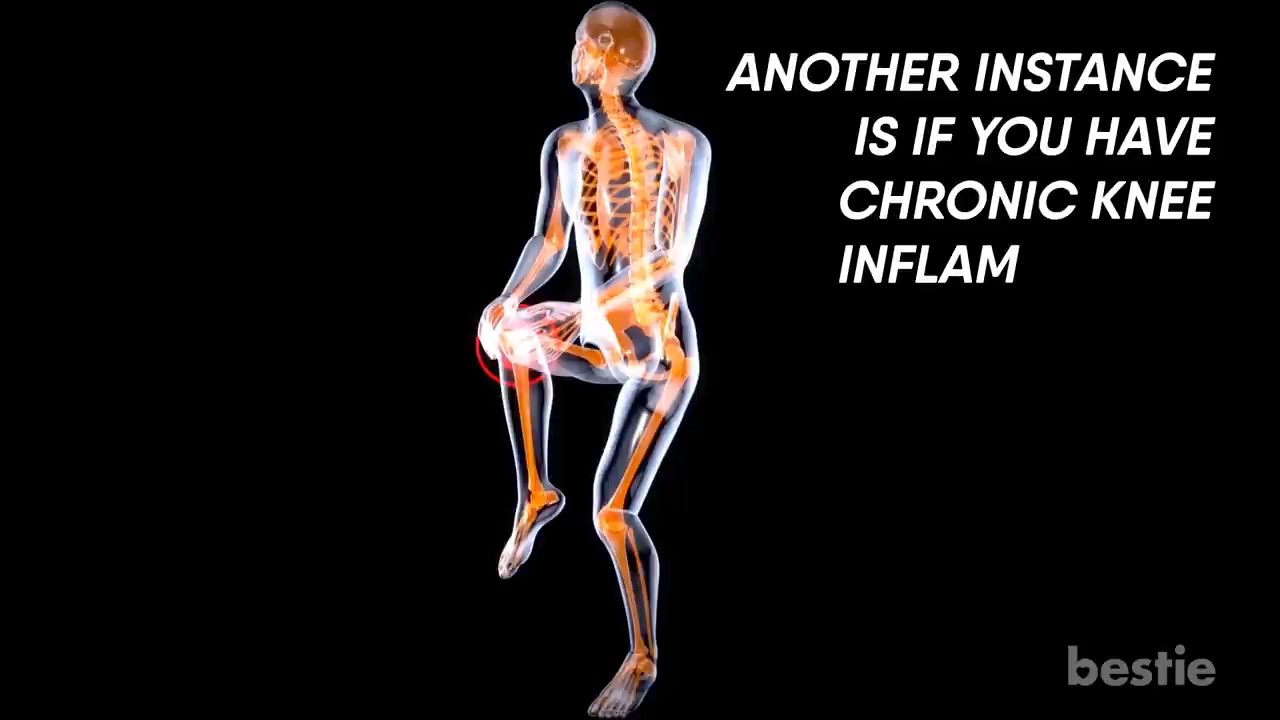 ANOTHER INSTANCE
IS IF YOU HAVE
CHRONIC KNEE
INFLAM
bestie